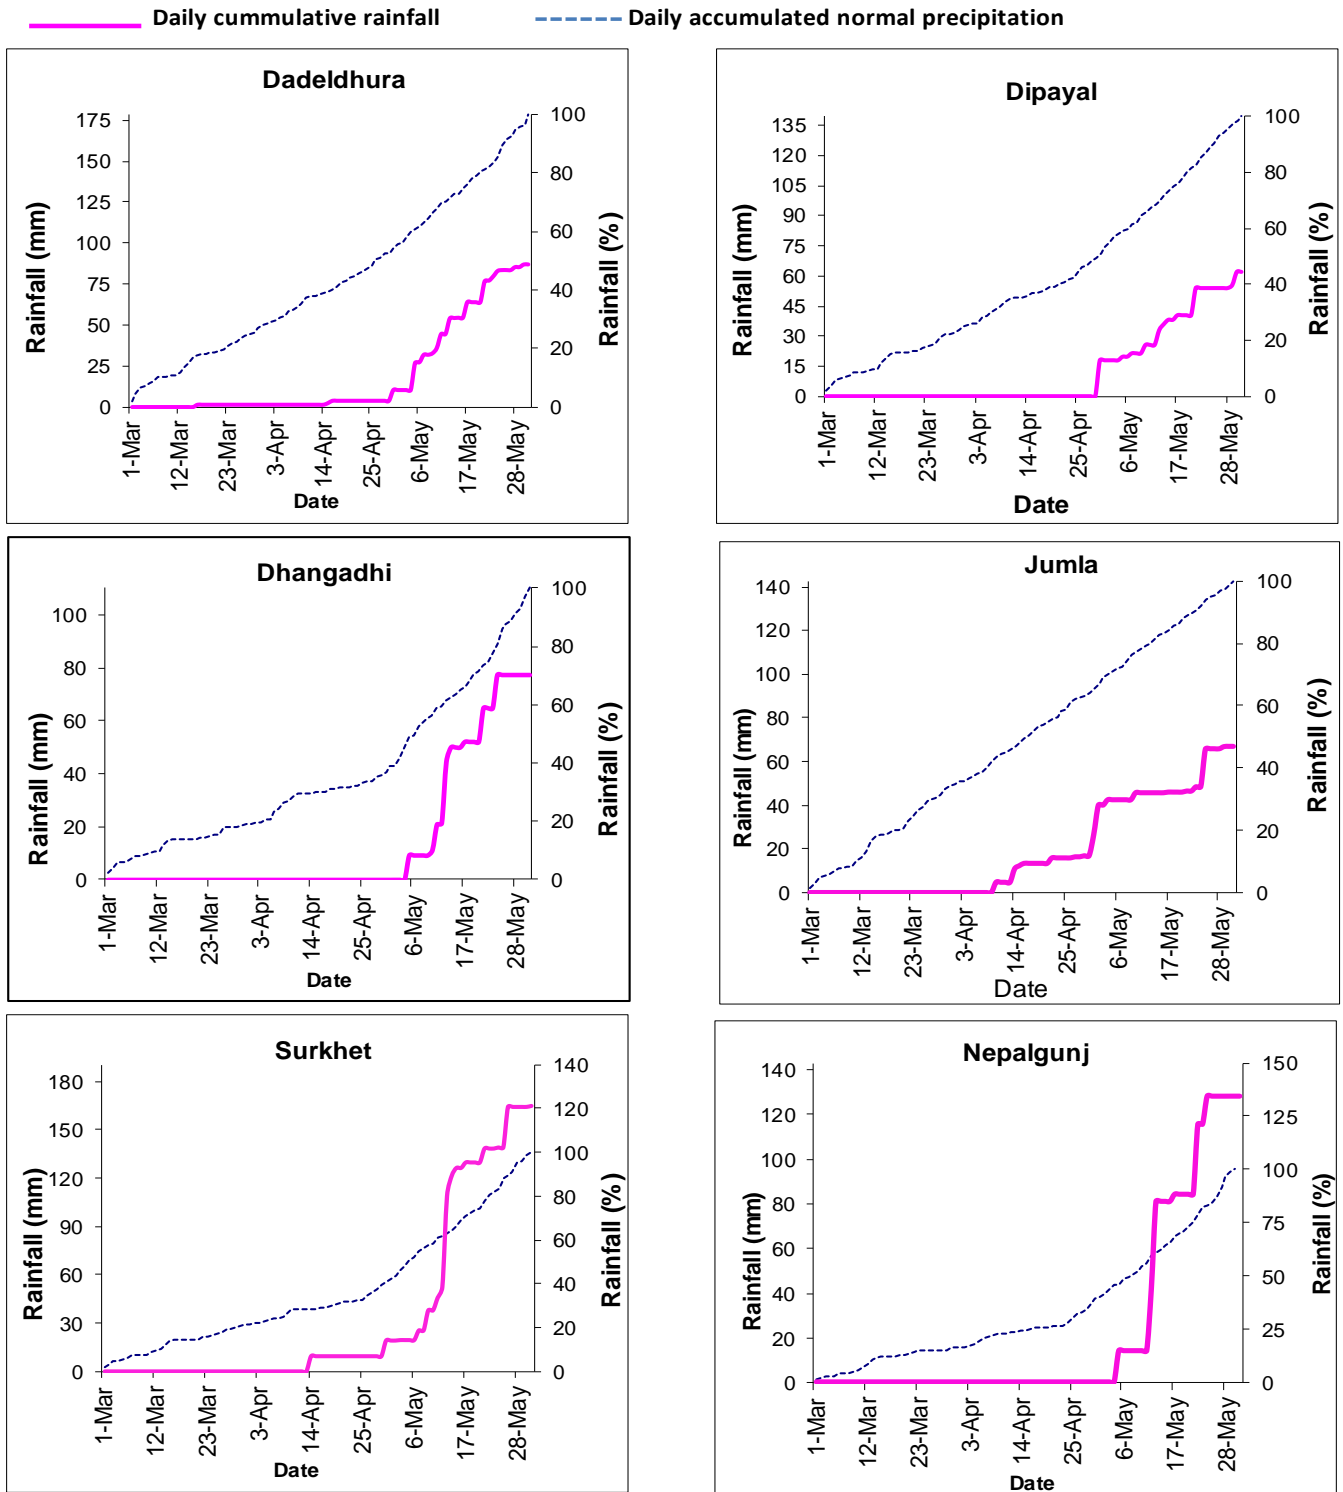 Daily cummulative rainfall Daily accumulated normal precipitation
Dadeldhura
Rainfall (mm)
175
150
125
100
75
50
25
0
100
80
60
40
20
0
Rainfall (%)
1-Mar 12-Mar 23-Mar 3-Apr 14-Apr 25-Apr 6-May 17-May 28-May
Date
Dipayal
Rainfall (mm)
135
120
105
90
75
60
45
30
15
0
100
80
60
40
20
0
Rainfall (%)
1-Mar 12-Mar 23-Mar 3-Apr 14-Apr 25-Apr 6-May 17-May 28-May
Date
Dhangadhi
Rainfall (mm)
100
80
60
40
20
0
100
80
60
40
20
0
Rainfall (%)
1-Mar 12-Mar 23-Mar 3-Apr 14-Apr 25-Apr 6-May 17-May 28-May
Date
Jumla
Rainfall (mm)
140
120
100
80
60
40
20
0
100
80
60
40
20
0
Rainfall (%)
1-Mar 12-Mar 23-Mar 3-Apr 14-Apr 25-Apr 6-May 17-May 28-May
Date
Surkhet
Rainfall (mm)
180
150
120
90
60
30
0
140
120
100
80
60
40
20
0
Rainfall (%)
1-Mar 12-Mar 23-Mar 3-Apr 14-Apr 25-Apr 6-May 17-May 28-May
Date
Nepalgunj
Rainfall (mm)
140
120
100
80
60
40
20
0
150
125
100
75
50
25
0
Rainfall (%)
1-Mar 12-Mar 23-Mar 3-Apr 14-Apr 25-Apr 6-May 17-May 28-May
Date